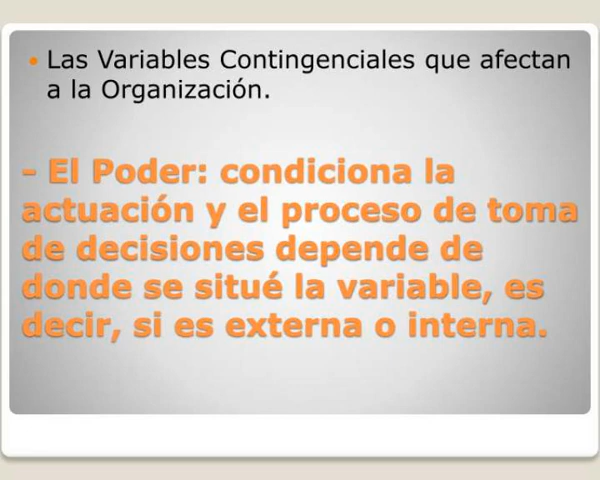 • Las Variables Contingenciales que afectan
a la Organización.
- El Poder: condiciona la
actuación y el proceso de toma
de decisiones depende de
donde se situé la variable, es
decir, si es externa o interna.